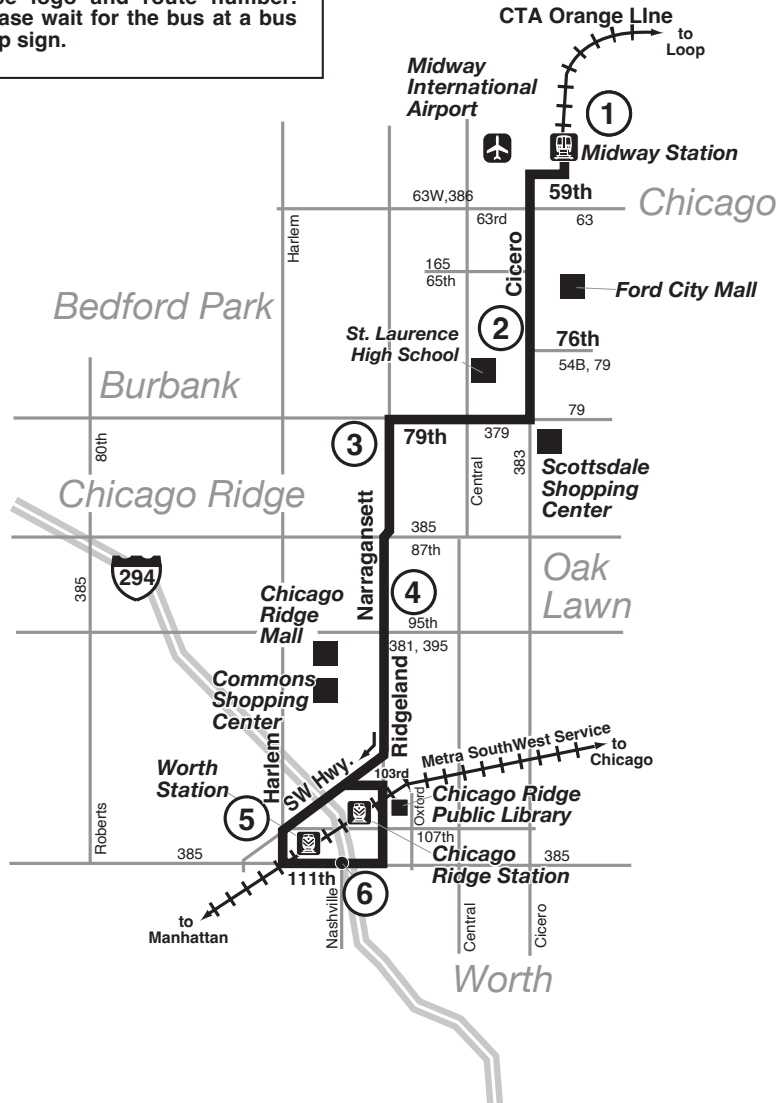 ase wait for the bus at a bus
p sign.
CTA Orange LIne
to
Loop
Midway
International
Airport
1
Midway Station
59th
63W,386
Chicago
63rd
63
Harlem
Cicero
165
65th
Ford City Mall
Bedford Park
2
St. Laurence
High School
76th
54B, 79
Burbank
79
79th
379
3
80th
Central
383
Scottsdale
Shopping
Center
Chicago Ridge
Narragansett
385
87th
294
385
Oak
Lawn
4
Chicago
Ridge
Mall
95th
381, 395
Commons
Shopping
Center
Ridgeland
Harlem
SW Hwy.
Metra SouthWest Service
to
Chicago
103rd
Worth
Station
Oxford
Chicago Ridge
Public Library
5
Roberts
107th
385
Chicago
Ridge Station
385
111th
6
Nashville
Central
Cicero
to
Manhattan
Worth